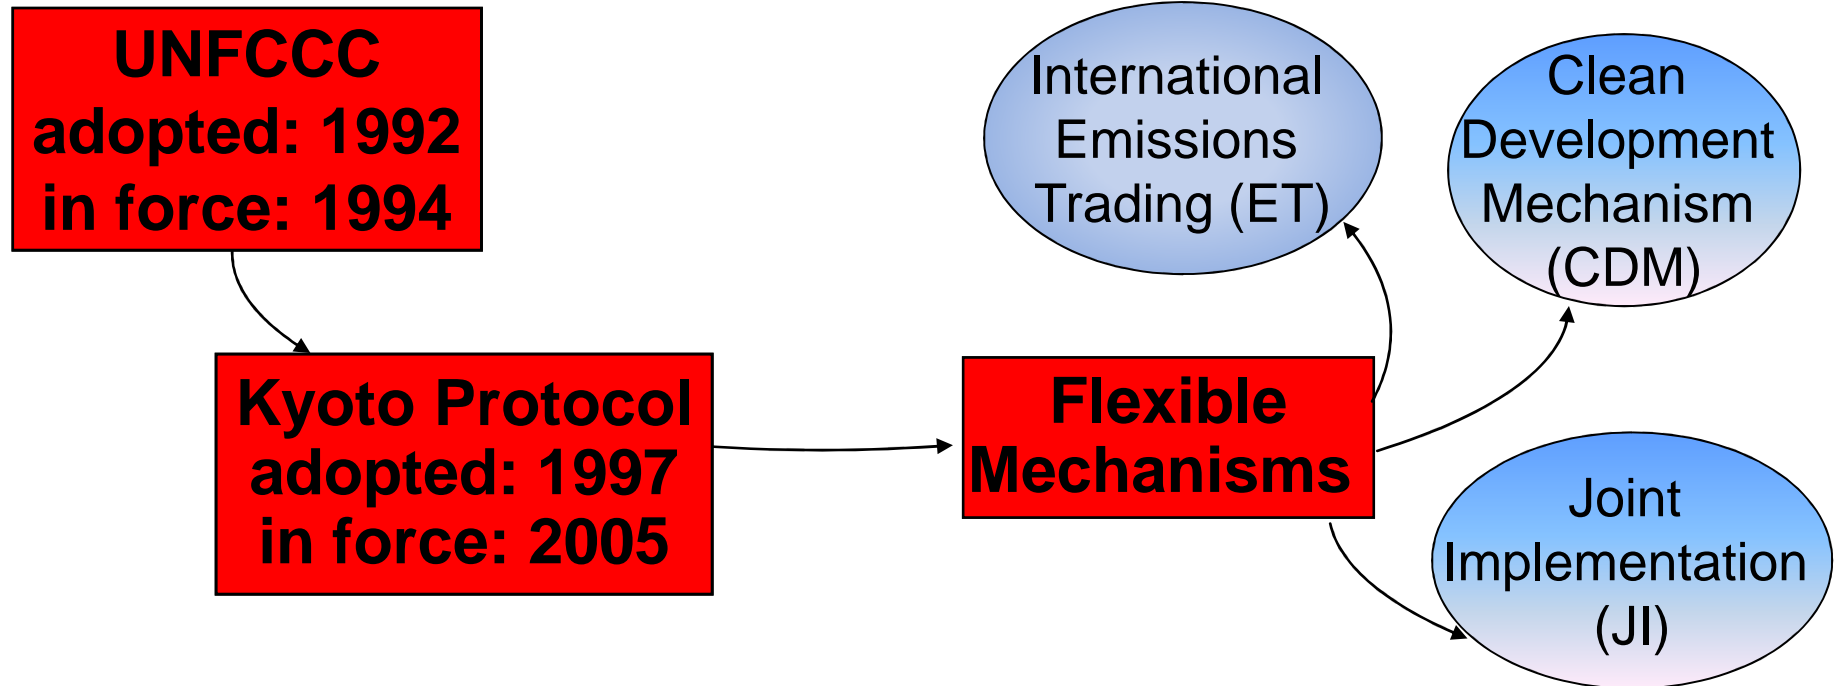 UNFCCC
adopted: 1992
in force: 1994
Kyoto Protocol
adopted: 1997
in force: 2005
Flexible
Mechanisms
International
Emissions
Trading (ET)
Clean
Development
Mechanism
(CDM)
Joint
Implementation
(JI)